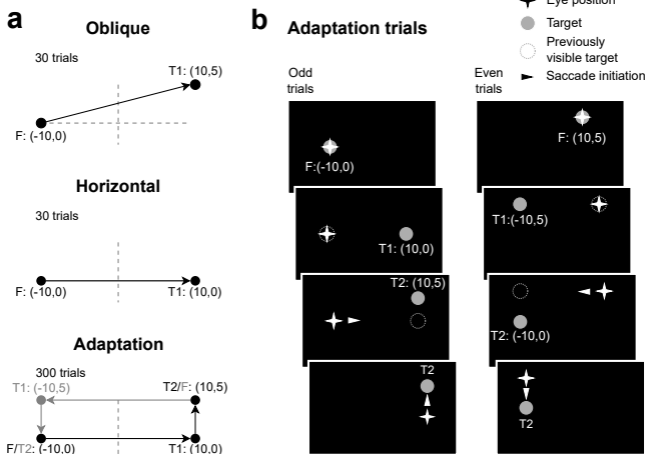 a
Oblique
30 trials
T1: (10,5)
F: (-10,0)
Horizontal
30 trials
F: (-10,0)
T1: (10,0)
Adaptation
300 trials
T1: (-10,5)
T2/F: (10,5)
F/T2: (-10,0)
T1: (10,0)
b
Adaptation trials
Eye position
Target
Previously
visible target
Saccade initiation
Odd
trials
F:(-10,0)
T1: (10,0)
T2: (10,5)
T2
Even
trials
F: (10,5)
T1:(-10,5)
T2: (-10,0)
T2